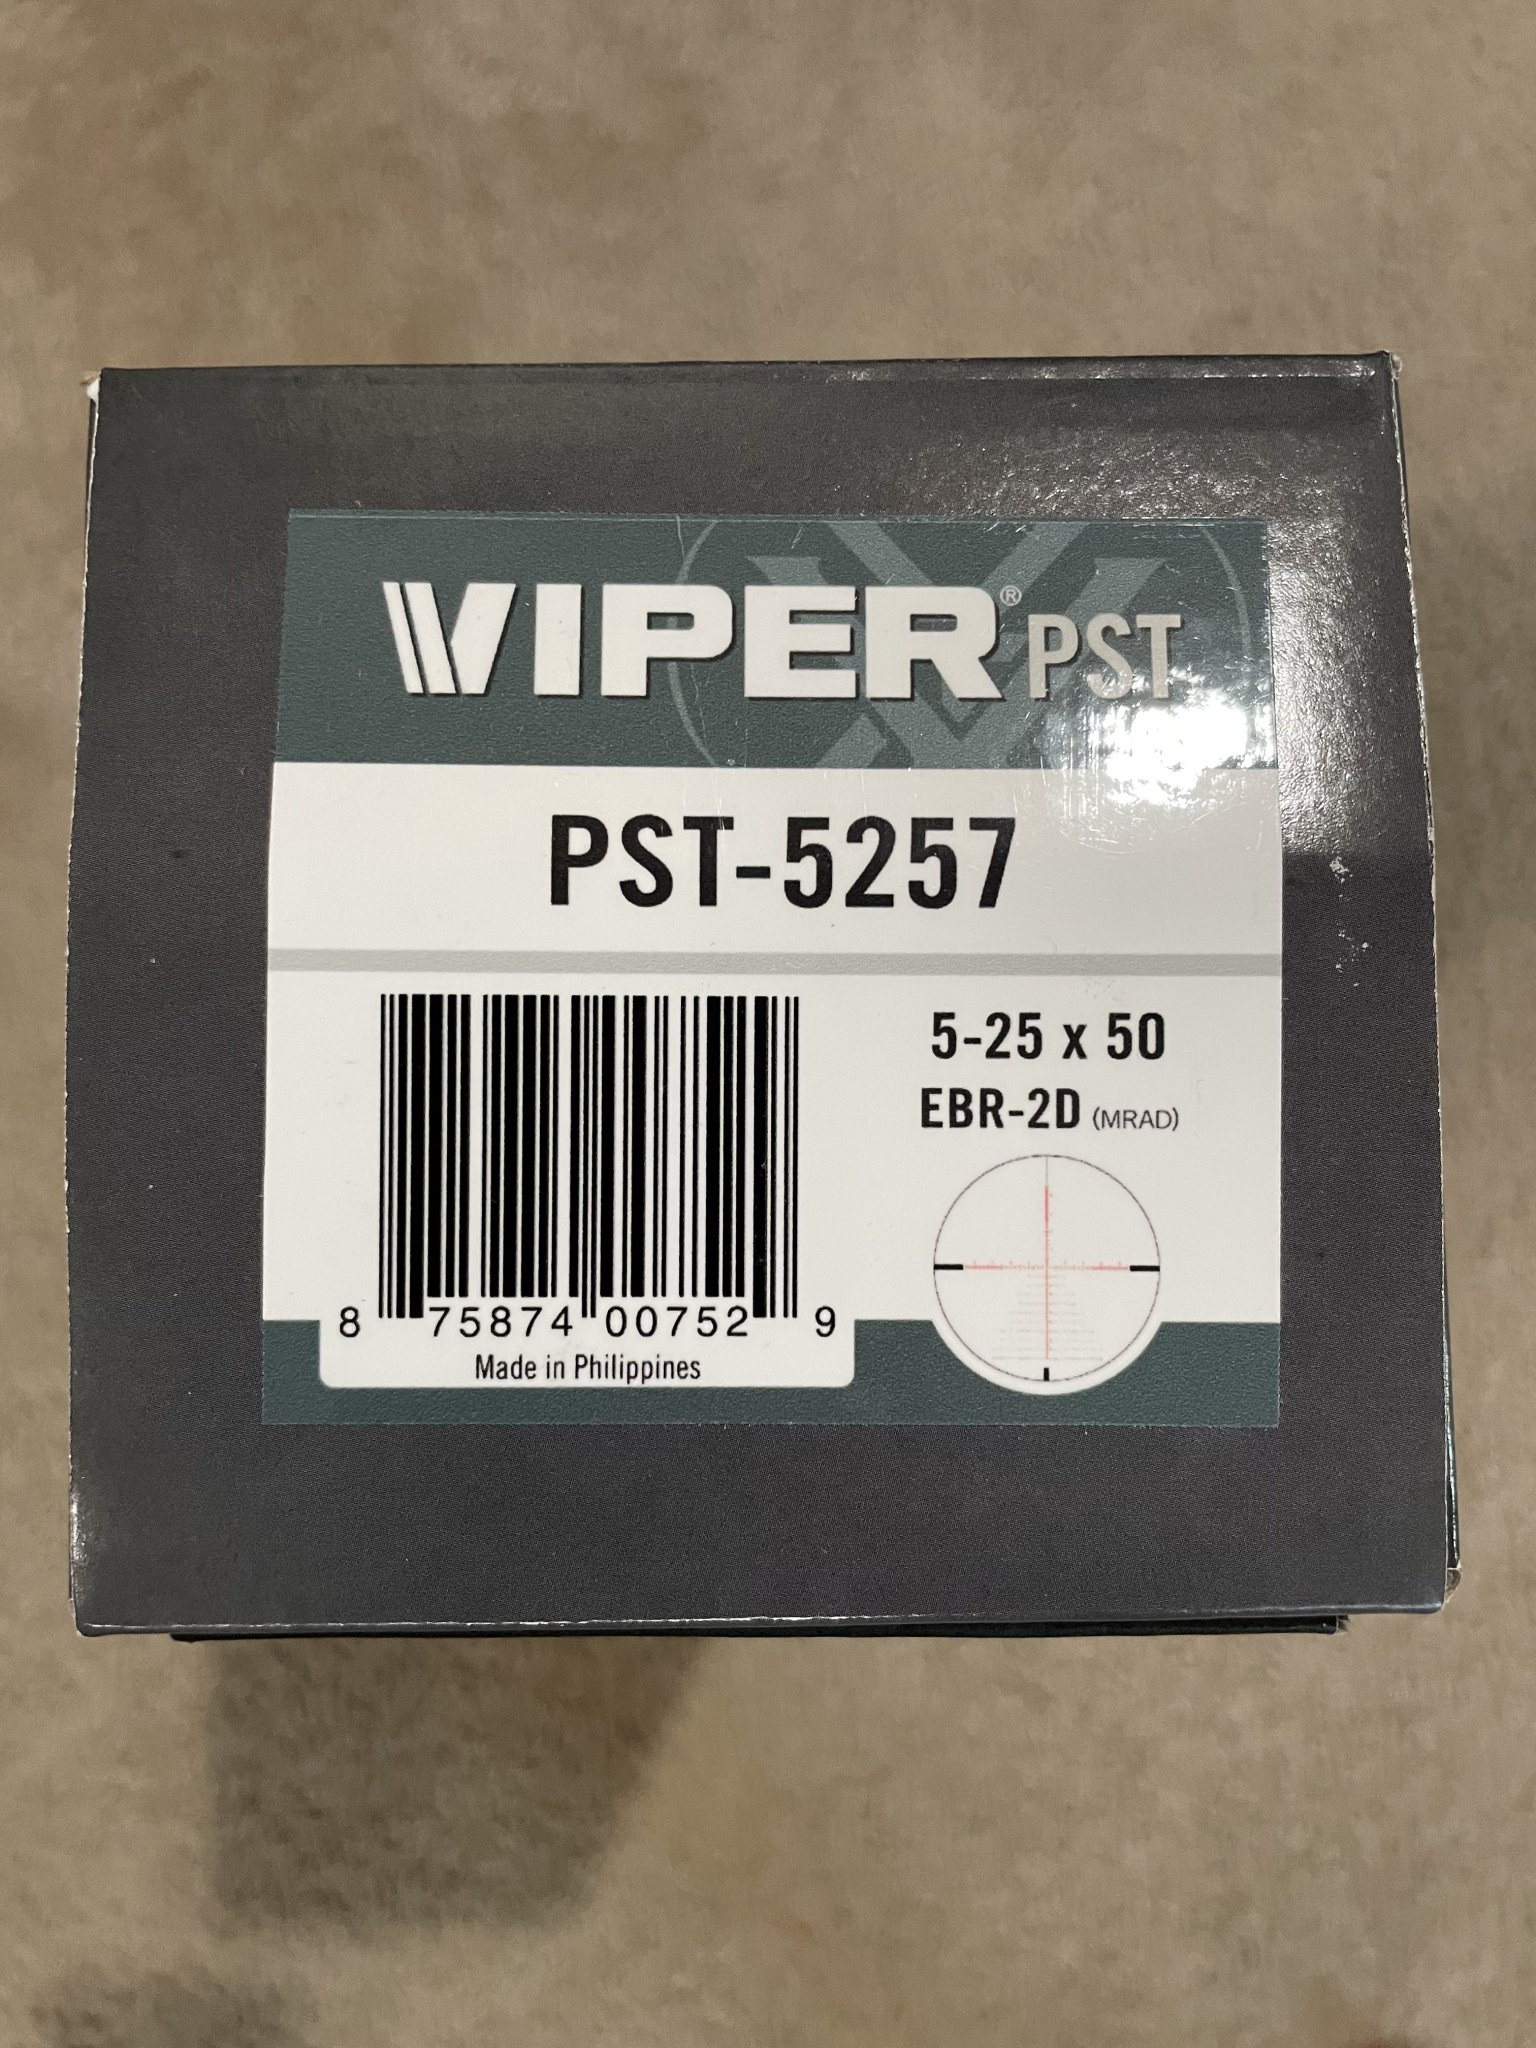 VIPER® PST
PST-5257
5-25 x 50
EBR-2D (MRAD)
8 75874 00752 9
Made in Philippines